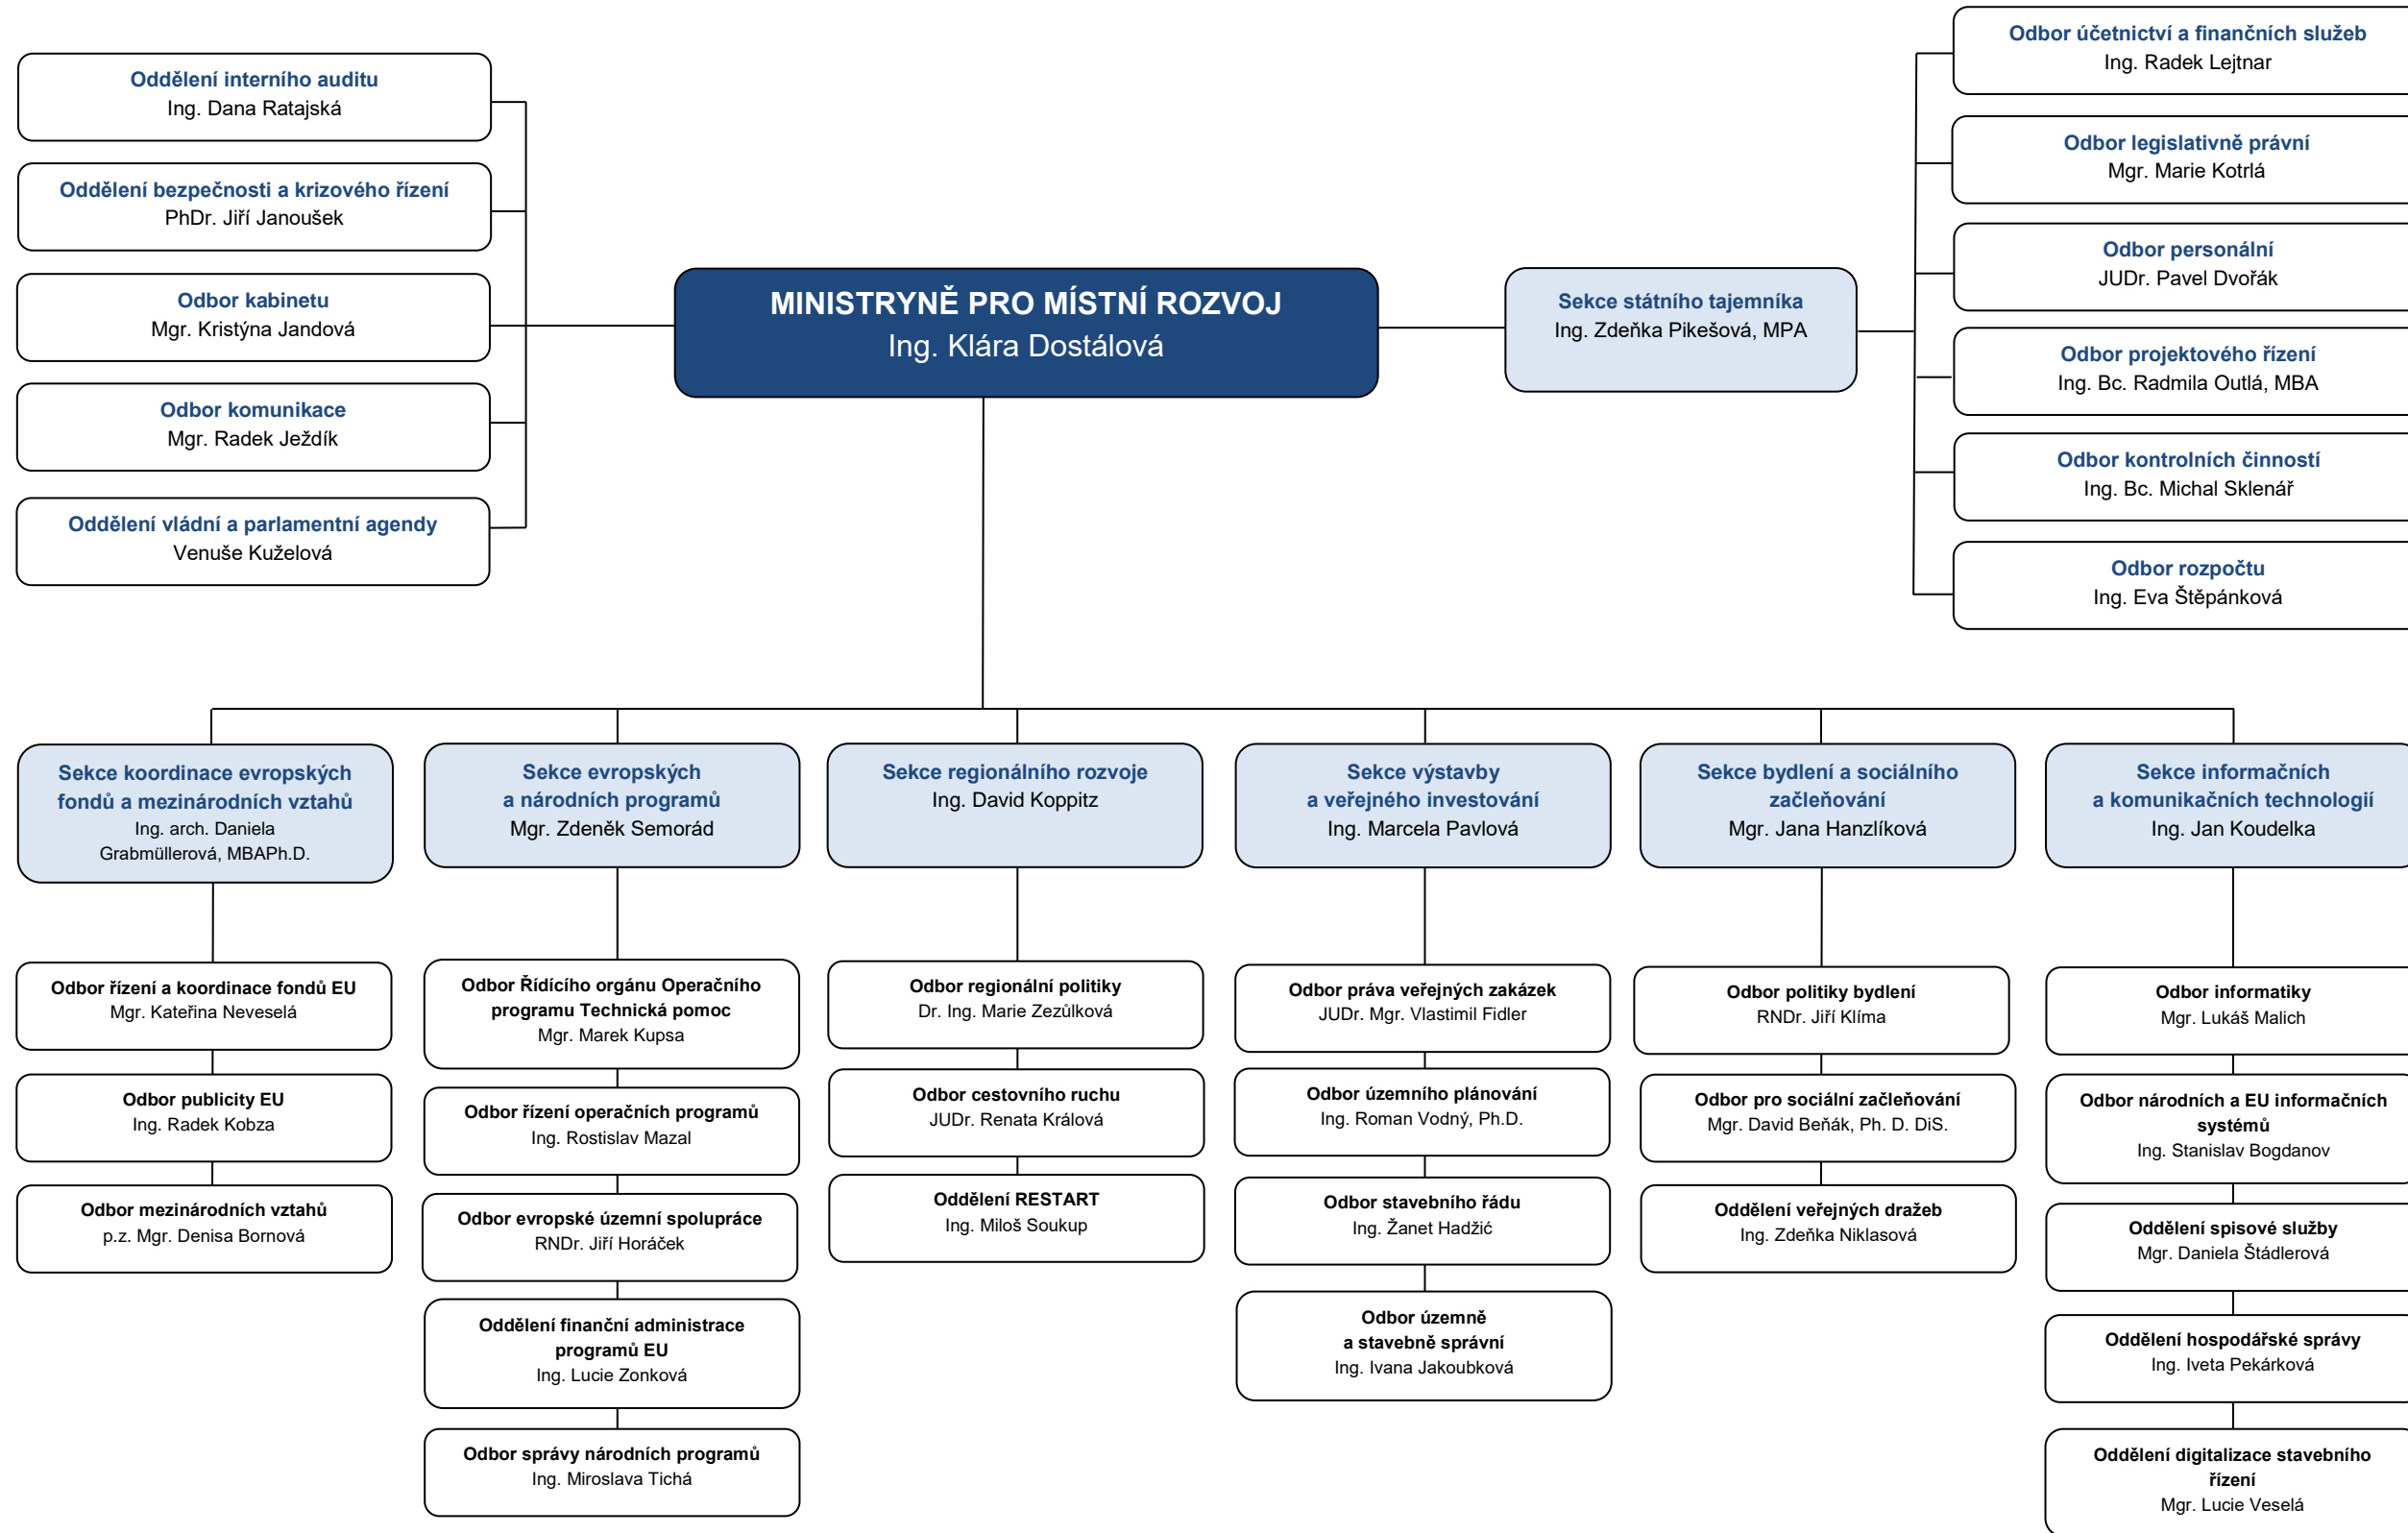 Oddělení interního auditu
Ing. Dana Ratajská
Oddělení bezpečnosti a krizového řízení
PhDr. Jiří Janoušek
Odbor kabinetu
Mgr. Kristýna Jandová
Odbor komunikace
Mgr. Radek Ježdík
Oddělení vládní a parlamentní agendy
Venuše Kuželová
MINISTRYNĚ PRO MÍSTNÍ ROZVOJ
Ing. Klára Dostálová
Sekce státního tajemníka
Ing. Zdeňka Pikešová, MPA
Odbor účetnictví a finančních služeb
Ing. Radek Lejtnar
Odbor legislativně právní
Mgr. Marie Kotrlá
Odbor personální
JUDr. Pavel Dvořák
Odbor projektového řízení
Ing. Bc. Radmila Outlá, MBA
Odbor kontrolních činností
Ing. Bc. Michal Sklenář
Odbor rozpočtu
Ing. Eva Štěpánková
Sekce koordinace evropských
fondů a mezinárodních vztahů
Ing. arch. Daniela
Grabmüllerová, MBAPh.D.
Odbor řízení a koordinace fondů EU
Mgr. Kateřina Neveselá
Odbor publicity EU
Ing. Radek Kobza
Odbor mezinárodních vztahů
p.z. Mgr. Denisa Bornová
Sekce evropských
a národních programů
Mgr. Zdeněk Semorád
Odbor Řídícího orgánu Operačního
programu Technická pomoc
Mgr. Marek Kupsa
Odbor řízení operačních programů
Ing. Rostislav Mazal
Odbor evropské územní spolupráce
RNDr. Jiří Horáček
Oddělení finanční administrace
programů EU
Ing. Lucie Zonková
Odbor správy národních programů
Ing. Miroslava Tichá
Sekce regionálního rozvoje
Ing. David Koppitz
Odbor regionální politiky
Dr. Ing. Marie Zezůlková
Odbor cestovního ruchu
JUDr. Renata Králová
Oddělení RESTART
Ing. Miloš Soukup
Sekce výstavby
a veřejného investování
Ing. Marcela Pavlová
Odbor práva veřejných zakázek
JUDr. Mgr. Vlastimil Fidler
Odbor územního plánování
Ing. Roman Vodný, Ph.D.
Odbor stavebního řádu
Ing. Žanet Hadžić
Odbor územně
a stavebně správní
Ing. Ivana Jakoubková
Sekce bydlení a sociálního
začleňování
Mgr. Jana Hanzlíková
Odbor politiky bydlení
RNDr. Jiří Klíma
Odbor pro sociální začleňování
Mgr. David Beňák, Ph. D. DiS.
Oddělení veřejných dražeb
Ing. Zdeňka Niklasová
Sekce informačních
a komunikačních technologií
Ing. Jan Koudelka
Odbor informatiky
Mgr. Lukáš Malich
Odbor národních a EU informačních
systémů
Ing. Stanislav Bogdanov
Oddělení spisové služby
Mgr. Daniela Štádlerová
Oddělení hospodářské správy
Ing. Iveta Pekárková
Oddělení digitalizace stavebního
řízení
Mgr. Lucie Veselá